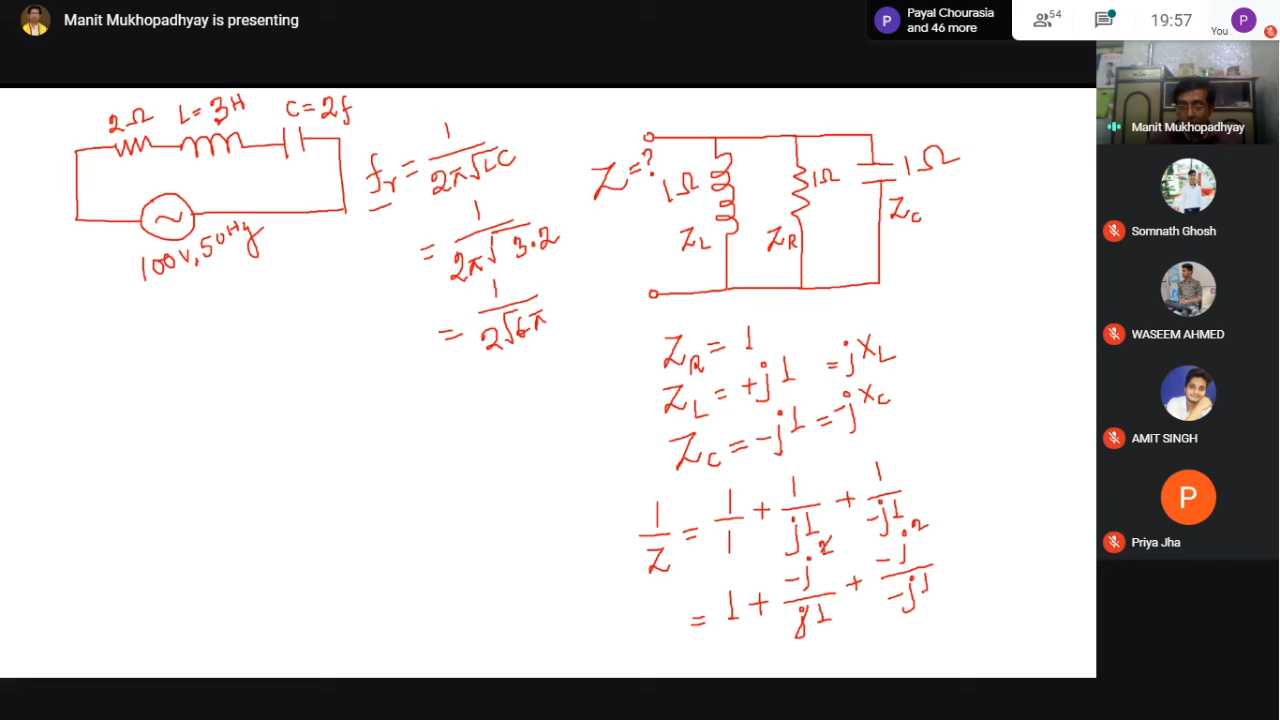 Manit Mukhopadhyay is presenting
P
Payal Chourasia
and 46 more
54
19:57
You
P
2Ω L=3H C=2f
100V, 50Hz
fr = 1/2π√LC
= 1/2π√3·2
= 1/2√6π
Z=?
1Ω 1Ω 1Ω
ZL ZR ZC
ZR = 1
ZL = +j1 = jXL
ZC = -j1 = -jXC
1/Z = 1/1 + 1/j1 + 1/-j1
= 1 + -j²/j1 + -j²/-j1
Manit Mukhopadhyay
Somnath Ghosh
WASEEM AHMED
AMIT SINGH
P
Priya Jha